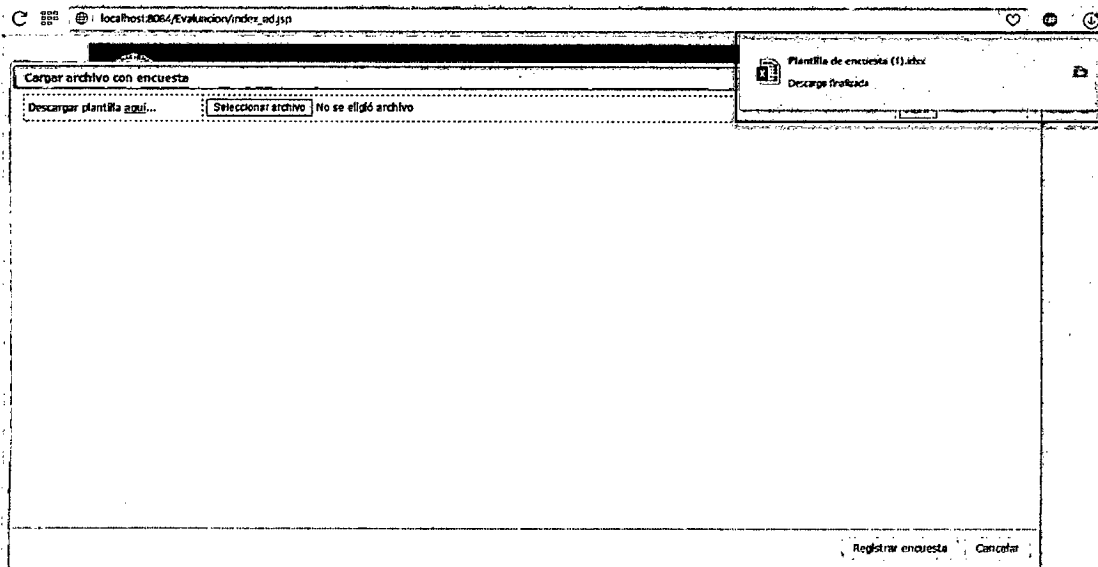 localhost:8084/Evaluncion/index_ad.jsp
Plantilla de encuesta (1).xlsx
Descarga finalizada
Cargar archivo con encuesta
Descargar plantilla aquí...
Seleccionar archivo No se eligió archivo
Registrar encuesta
Cancelar